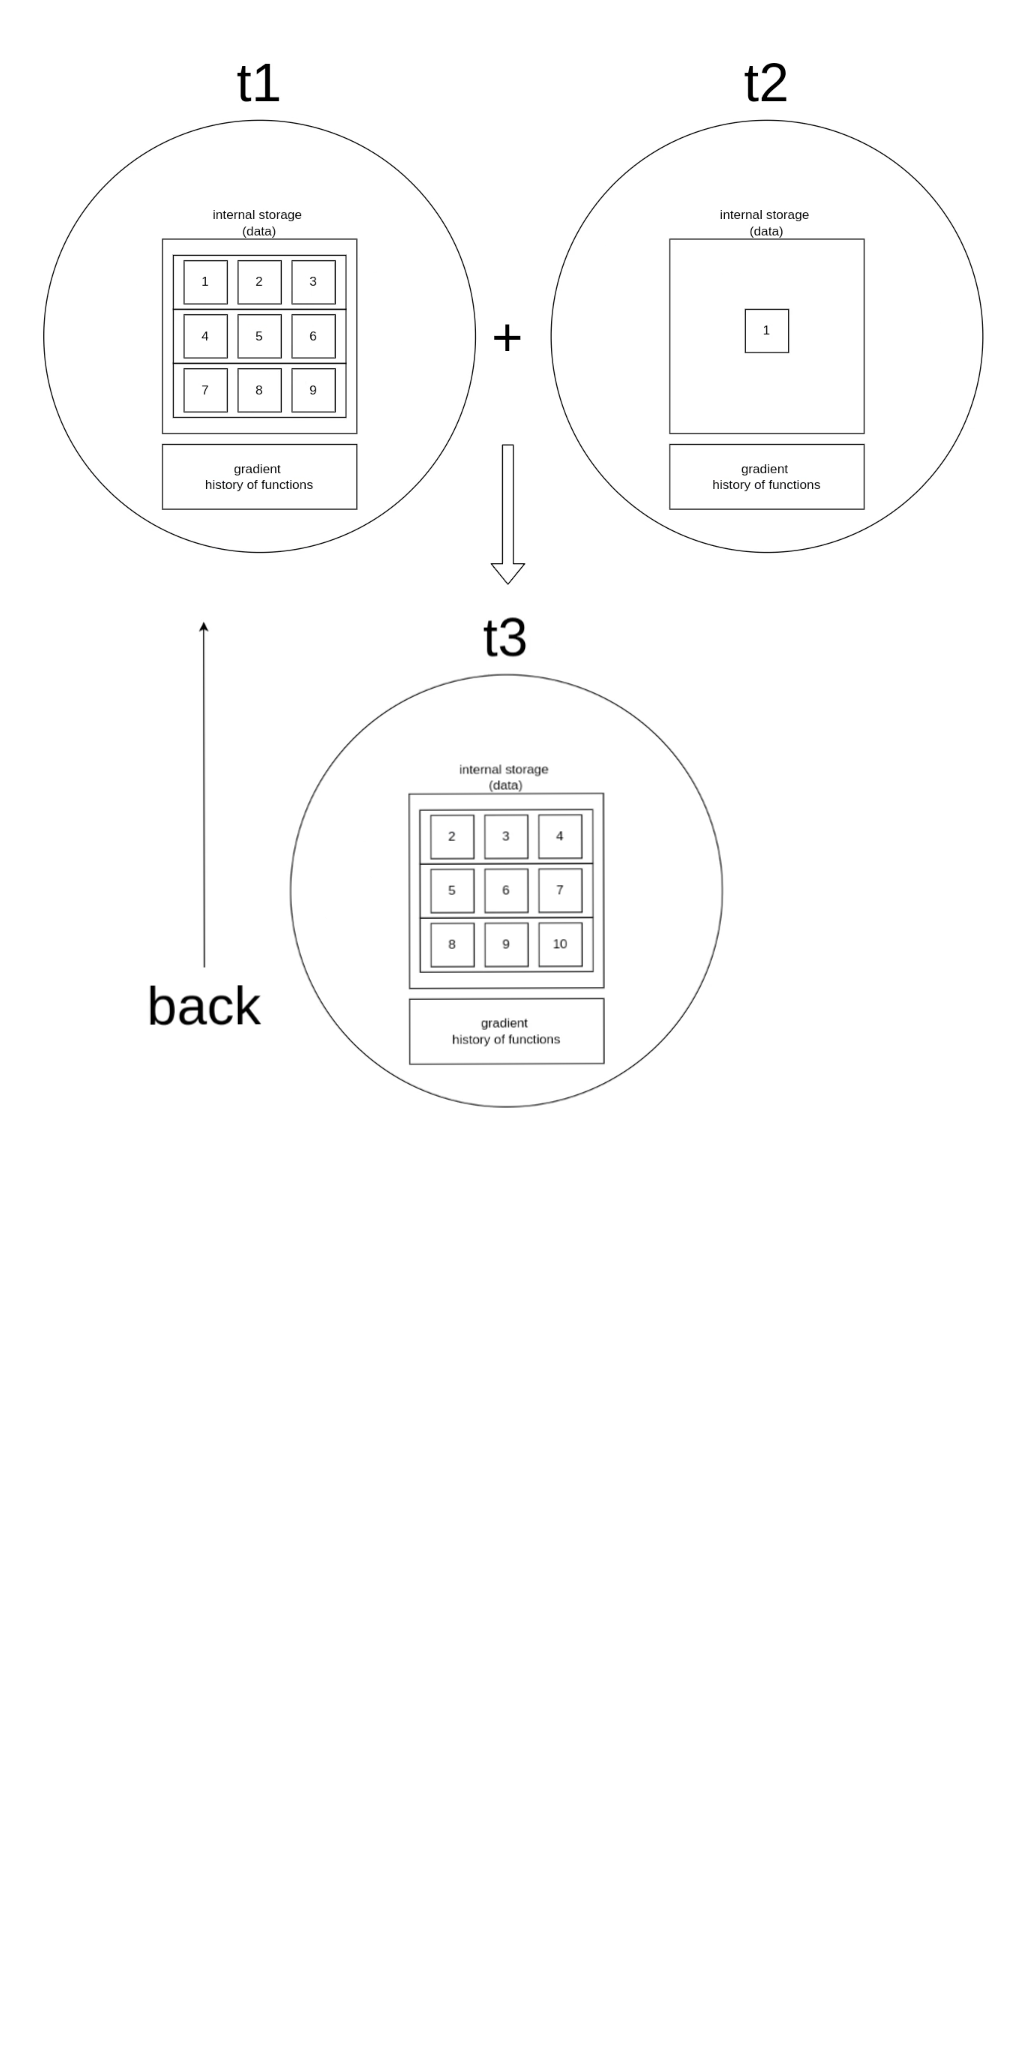 t1
t2
internal storage
(data)
1 2 3
4 5 6
7 8 9
gradient
history of functions
+
internal storage
(data)
1
gradient
history of functions
t3
internal storage
(data)
2 3 4
5 6 7
8 9 10
gradient
history of functions
back